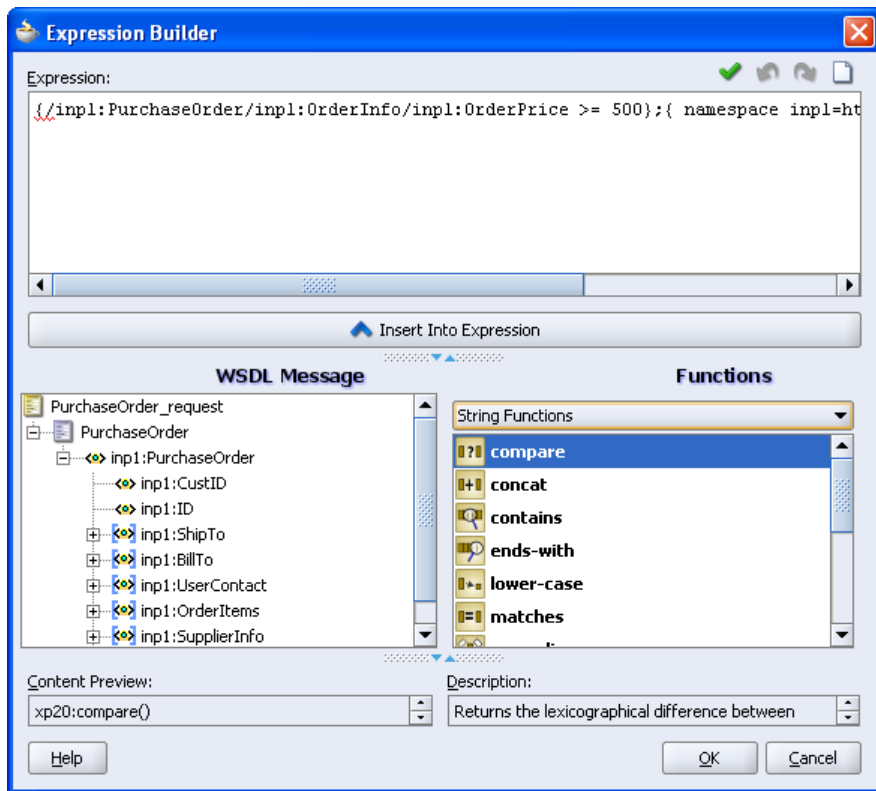 Expression Builder
Expression:
{/inp1:PurchaseOrder/inp1:OrderInfo/inp1:OrderPrice >= 500};{ namespace inp1=ht
Insert Into Expression
WSDL Message
Functions
PurchaseOrder_request
PurchaseOrder
inp1:PurchaseOrder
inp1:CustID
inp1:ID
inp1:ShipTo
inp1:BillTo
inp1:UserContact
inp1:OrderItems
inp1:SupplierInfo
String Functions
compare
concat
contains
ends-with
lower-case
matches
Content Preview:
xp20:compare()
Description:
Returns the lexicographical difference between
Help
OK
Cancel